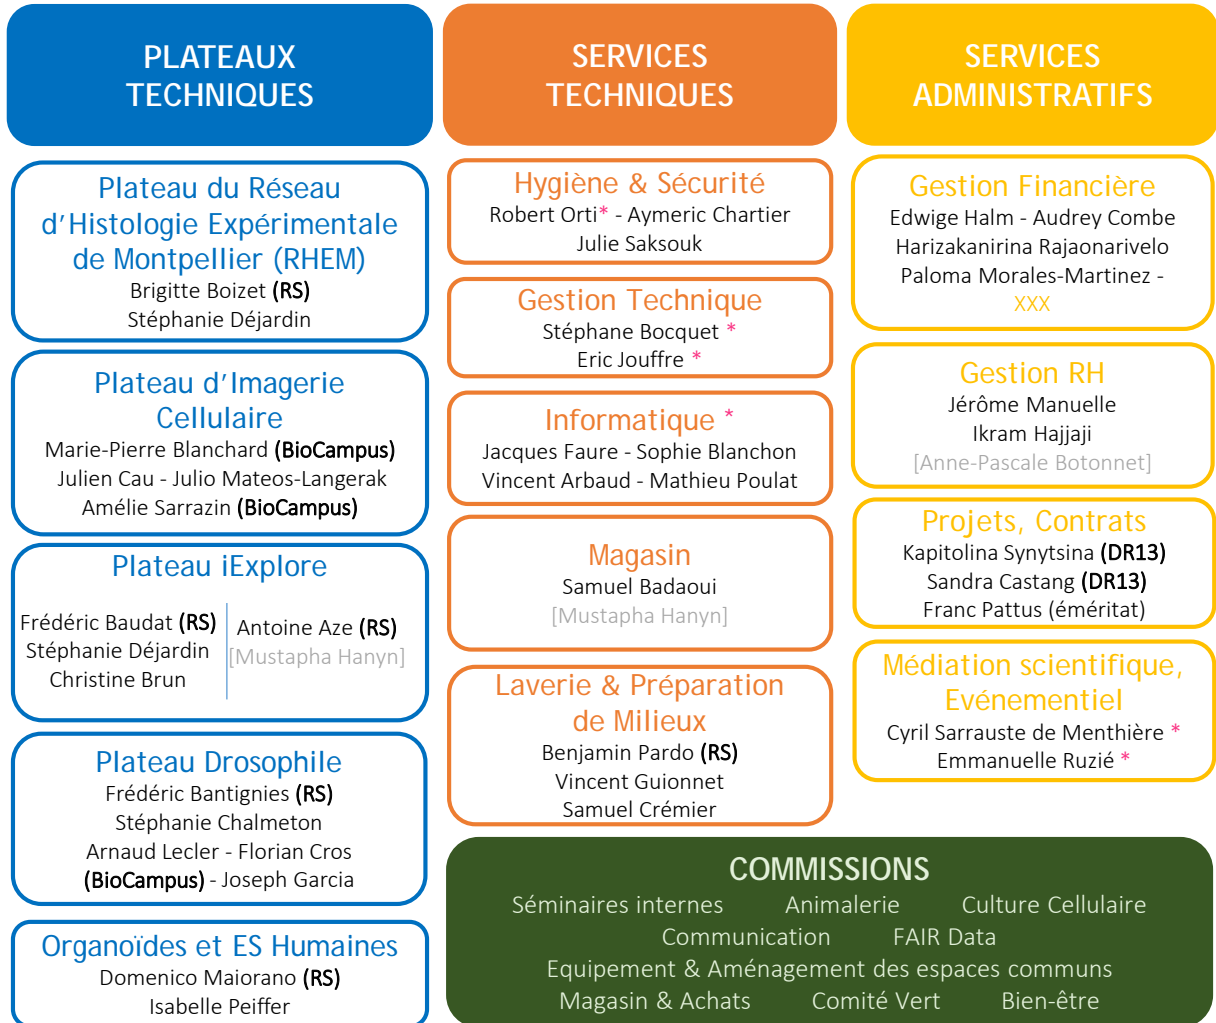 PLATEAUX
TECHNIQUES
Plateau du Réseau
d’Histologie Expérimentale
de Montpellier (RHEM)
Brigitte Boizet (RS)
Stéphanie Déjardin
Plateau d’Imagerie
Cellulaire
Marie-Pierre Blanchard (BioCampus)
Julien Cau - Julio Mateos-Langerak
Amélie Sarrazin (BioCampus)
Plateau iExplore
Frédéric Baudat (RS)
Stéphanie Déjardin
Christine Brun
Antoine Aze (RS)
[Mustapha Hanyn]
Plateau Drosophile
Frédéric Bantignies (RS)
Stéphanie Chalmeton
Arnaud Lecler - Florian Cros
(BioCampus) - Joseph Garcia
Organoïdes et ES Humaines
Domenico Maiorano (RS)
Isabelle Peiffer
SERVICES
TECHNIQUES
Hygiène & Sécurité
Robert Orti* - Aymeric Chartier
Julie Saksouk
Gestion Technique
Stéphane Bocquet *
Eric Jouffre *
Informatique *
Jacques Faure - Sophie Blanchon
Vincent Arbaud - Mathieu Poulat
Magasin
Samuel Badaoui
[Mustapha Hanyn]
Laverie & Préparation
de Milieux
Benjamin Pardo (RS)
Vincent Guionnet
Samuel Crémier
SERVICES
ADMINISTRATIFS
Gestion Financière
Edwige Halm - Audrey Combe
Harizakanirina Rajaonarivelo
Paloma Morales-Martinez -
XXX
Gestion RH
Jérôme Manuelle
Ikram Hajjaji
[Anne-Pascale Botonnet]
Projets, Contrats
Kapitolina Synytsina (DR13)
Sandra Castang (DR13)
Franc Pattus (éméritat)
Médiation scientifique,
Evénementiel
Cyril Sarrauste de Menthière *
Emmanuelle Ruzié *
COMMISSIONS
Séminaires internes Animalerie Culture Cellulaire
Communication FAIR Data
Equipement & Aménagement des espaces communs
Magasin & Achats Comité Vert Bien-être